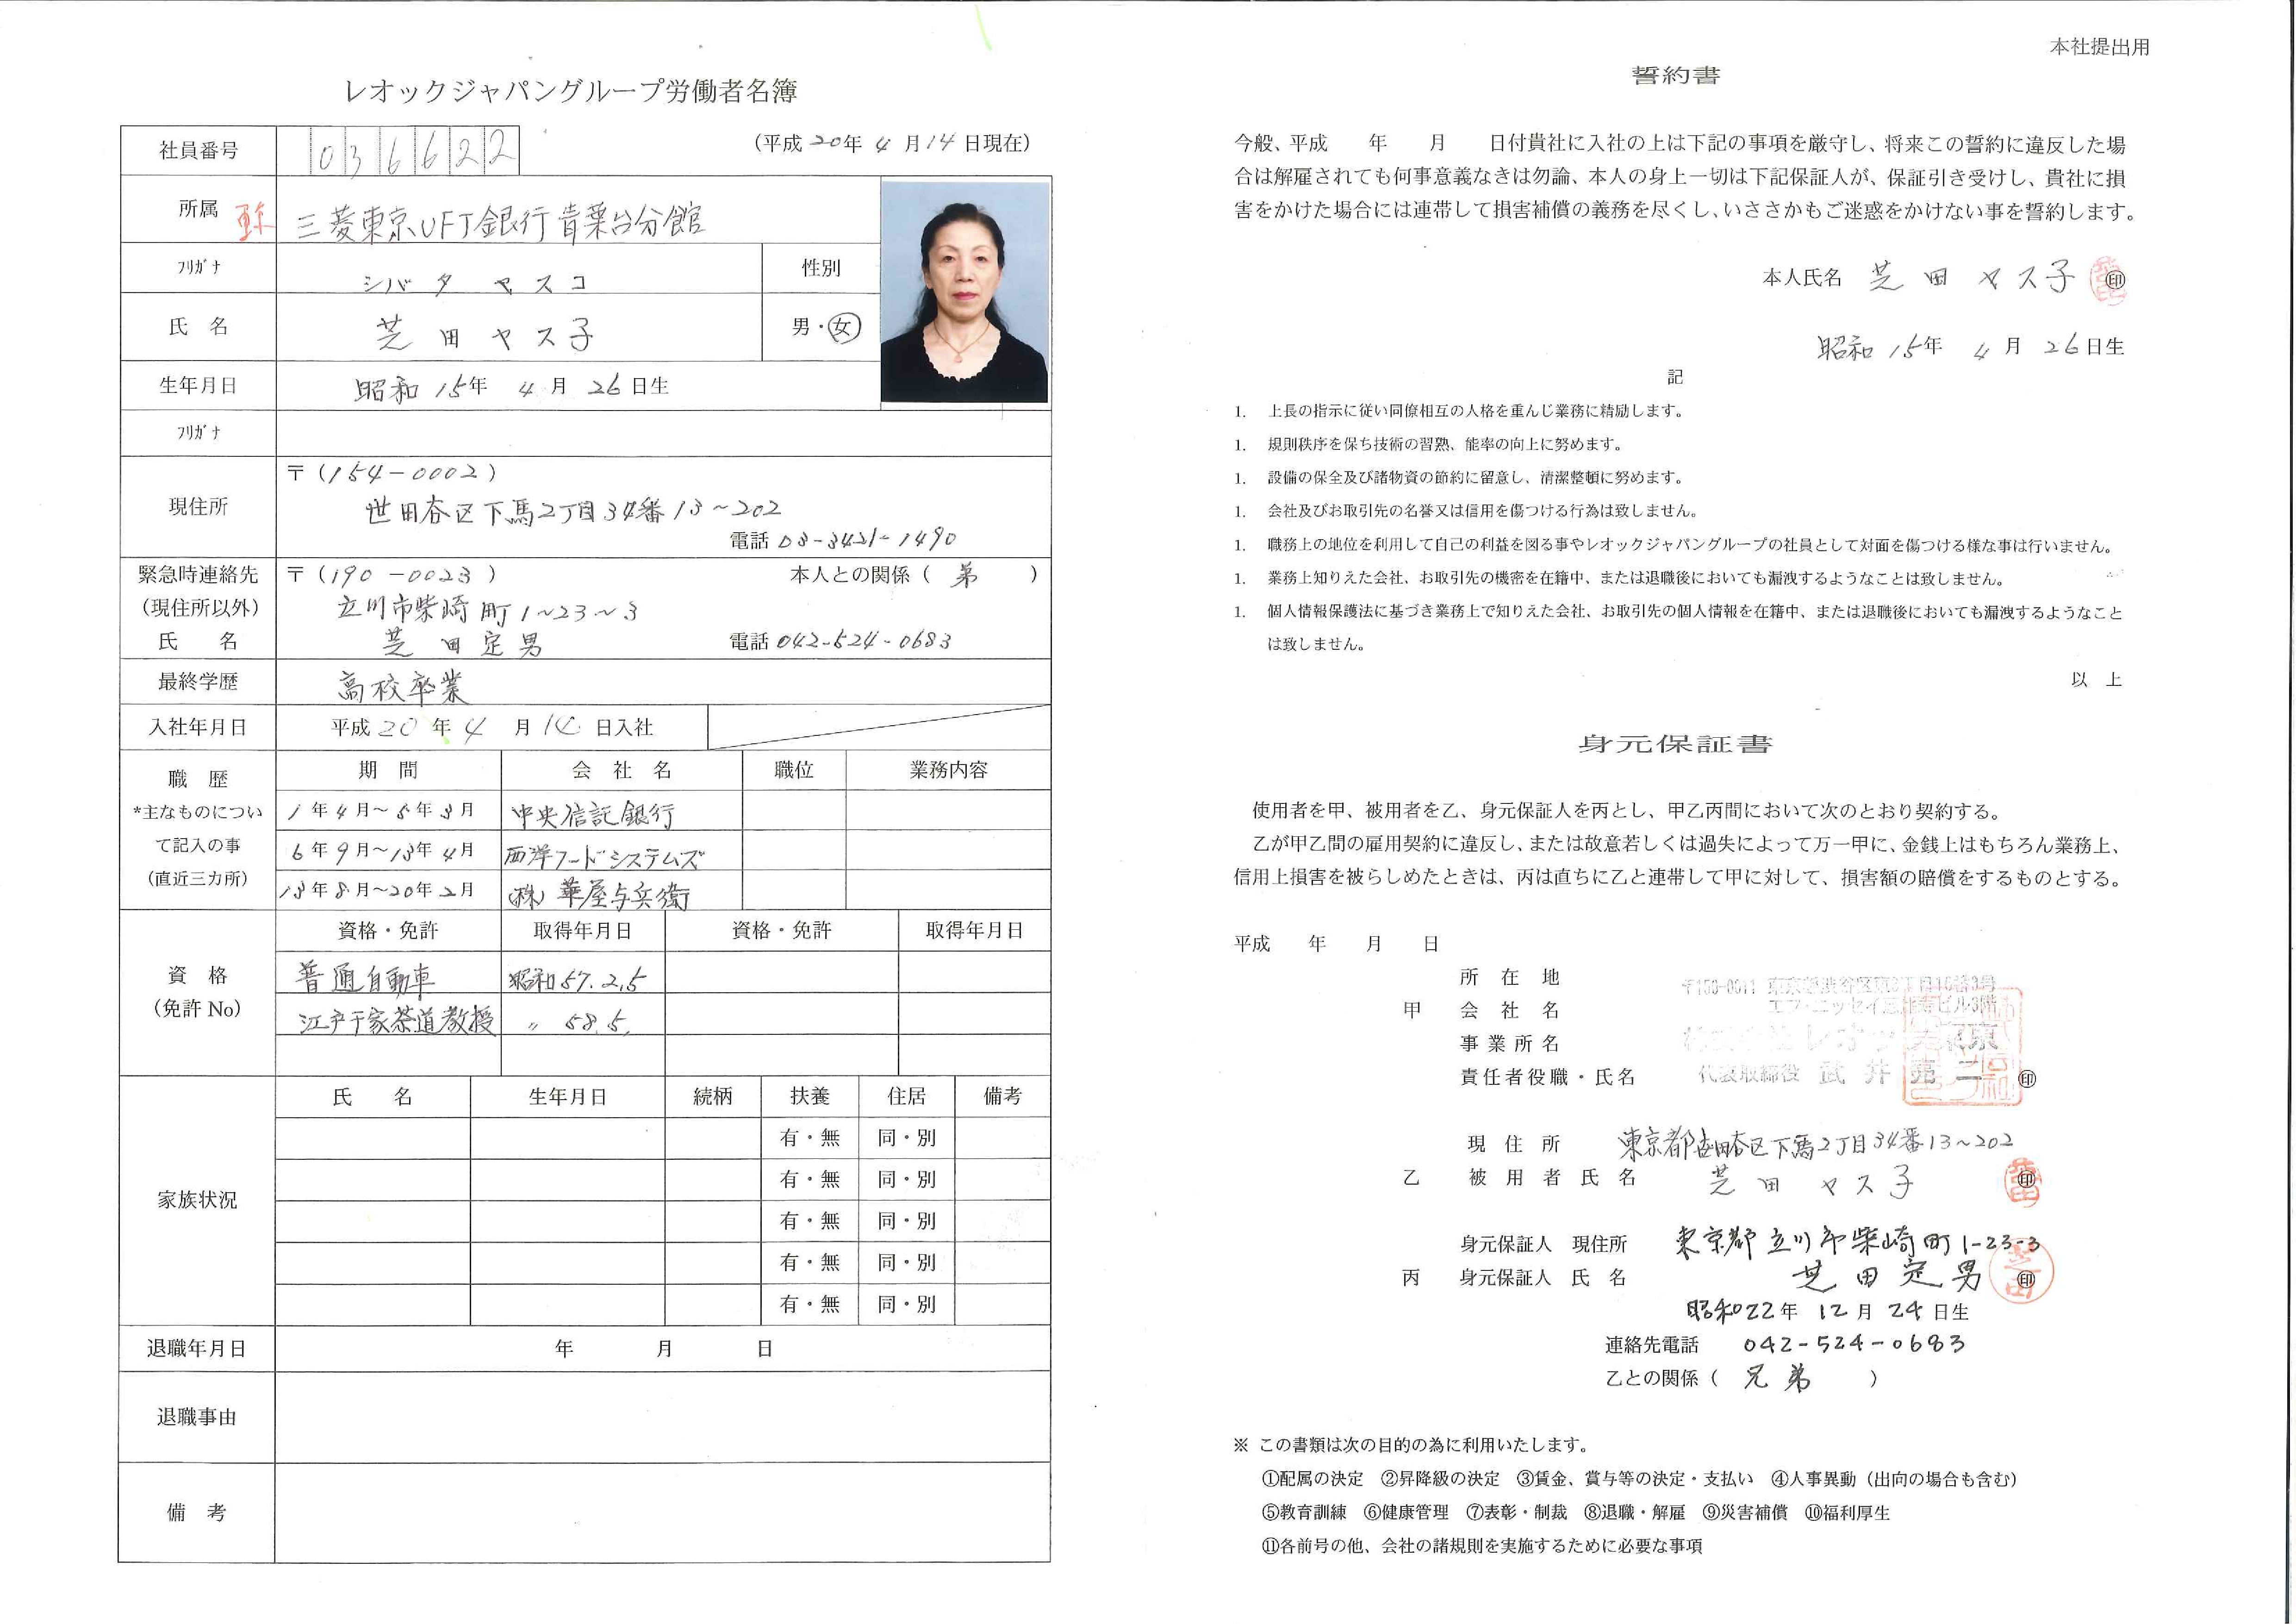 レオックジャパングループ労働者名簿
社員番号 036622 (平成20年4月14日現在)
所属 三菱東京UFJ銀行青葉台分館
ﾌﾘｶﾞﾅ シバタ ヤスコ 性別
氏 名 芝田ヤス子 男・女
生年月日 昭和15年 4月 26日生
ﾌﾘｶﾞﾅ
現住所 〒(154-0002)
世田谷区下馬2丁目34番13~202
電話 03-3421-1490
緊急時連絡先 〒(190-0023) 本人との関係( 弟 )
(現住所以外) 立川市柴崎町1~23~3
氏 名 芝田定男 電話 042-524-0683
最終学歴 高校卒業
入社年月日 平成20年4月14日入社
職 歴 期 間 会 社 名 職位 業務内容
*主なものについ
て記入の事
(直近三カ所)
1年4月~5年3月 中央信託銀行
6年9月~13年4月 西洋フードシステムズ
13年8月~20年2月 (株)華屋与兵衛
資 格
(免許 No)
資格・免許 取得年月日 資格・免許 取得年月日
普通自動車 昭和57.2.5
江戸千家茶道教授 〃 58.5.
家族状況
氏 名 生年月日 続柄 扶養 住居 備考
有・無 同・別
有・無 同・別
有・無 同・別
有・無 同・別
有・無 同・別
退職年月日 年 月 日
退職事由
備 考
本社提出用
誓約書
今般、平成 年 月 日付貴社に入社の上は下記の事項を厳守し、将来この誓約に違反した場
合は解雇されても何事意義なきは勿論、本人の身上一切は下記保証人が、保証引き受けし、貴社に損
害をかけた場合には連帯して損害補償の義務を尽くし、いささかもご迷惑をかけない事を誓約します。
本人氏名 芝田ヤス子 印
昭和15年 4月 26日生
記
1. 上長の指示に従い同僚相互の人格を重んじ業務に精励します。
1. 規則秩序を保ち技術の習熟、能率の向上に努めます。
1. 設備の保全及び諸物資の節約に留意し、清潔整頓に努めます。
1. 会社及びお取引先の名誉又は信用を傷つける行為は致しません。
1. 職務上の地位を利用して自己の利益を図る事やレオックジャパングループの社員として対面を傷つける様な事は行いません。
1. 業務上知りえた会社、お取引先の機密を在籍中、または退職後においても漏洩するようなことは致しません。
1. 個人情報保護法に基づき業務上で知りえた会社、お取引先の個人情報を在籍中、または退職後においても漏洩するようなこと
は致しません。
以 上
身元保証書
使用者を甲、被用者を乙、身元保証人を丙とし、甲乙丙間において次のとおり契約する。
乙が甲乙間の雇用契約に違反し、または故意若しくは過失によって万一甲に、金銭上はもちろん業務上、
信用上損害を被らしめたときは、丙は直ちに乙と連帯して甲に対して、損害額の賠償をするものとする。
平成 年 月 日
所 在 地 〒150-0011 東京都渋谷区東3丁目16番3号
エフ・ニッセイ恵比寿ビル3階
甲 会 社 名
事 業 所 名
責任者役職・氏名 代表取締役 武井 印
現 住 所 東京都世田谷区下馬2丁目34番13~202
乙 被 用 者 氏 名 芝田ヤス子 印
身元保証人 現住所 東京都立川市柴崎町1-23-3
丙 身元保証人 氏 名 芝田定男 印
昭和22年 12月 24日生
連絡先電話 042-524-0683
乙との関係( 兄弟 )
※ この書類は次の目的の為に利用いたします。
①配属の決定 ②昇降級の決定 ③賃金、賞与等の決定・支払い ④人事異動(出向の場合も含む)
⑤教育訓練 ⑥健康管理 ⑦表彰・制裁 ⑧退職・解雇 ⑨災害補償 ⑩福利厚生
⑪各前号の他、会社の諸規則を実施するために必要な事項